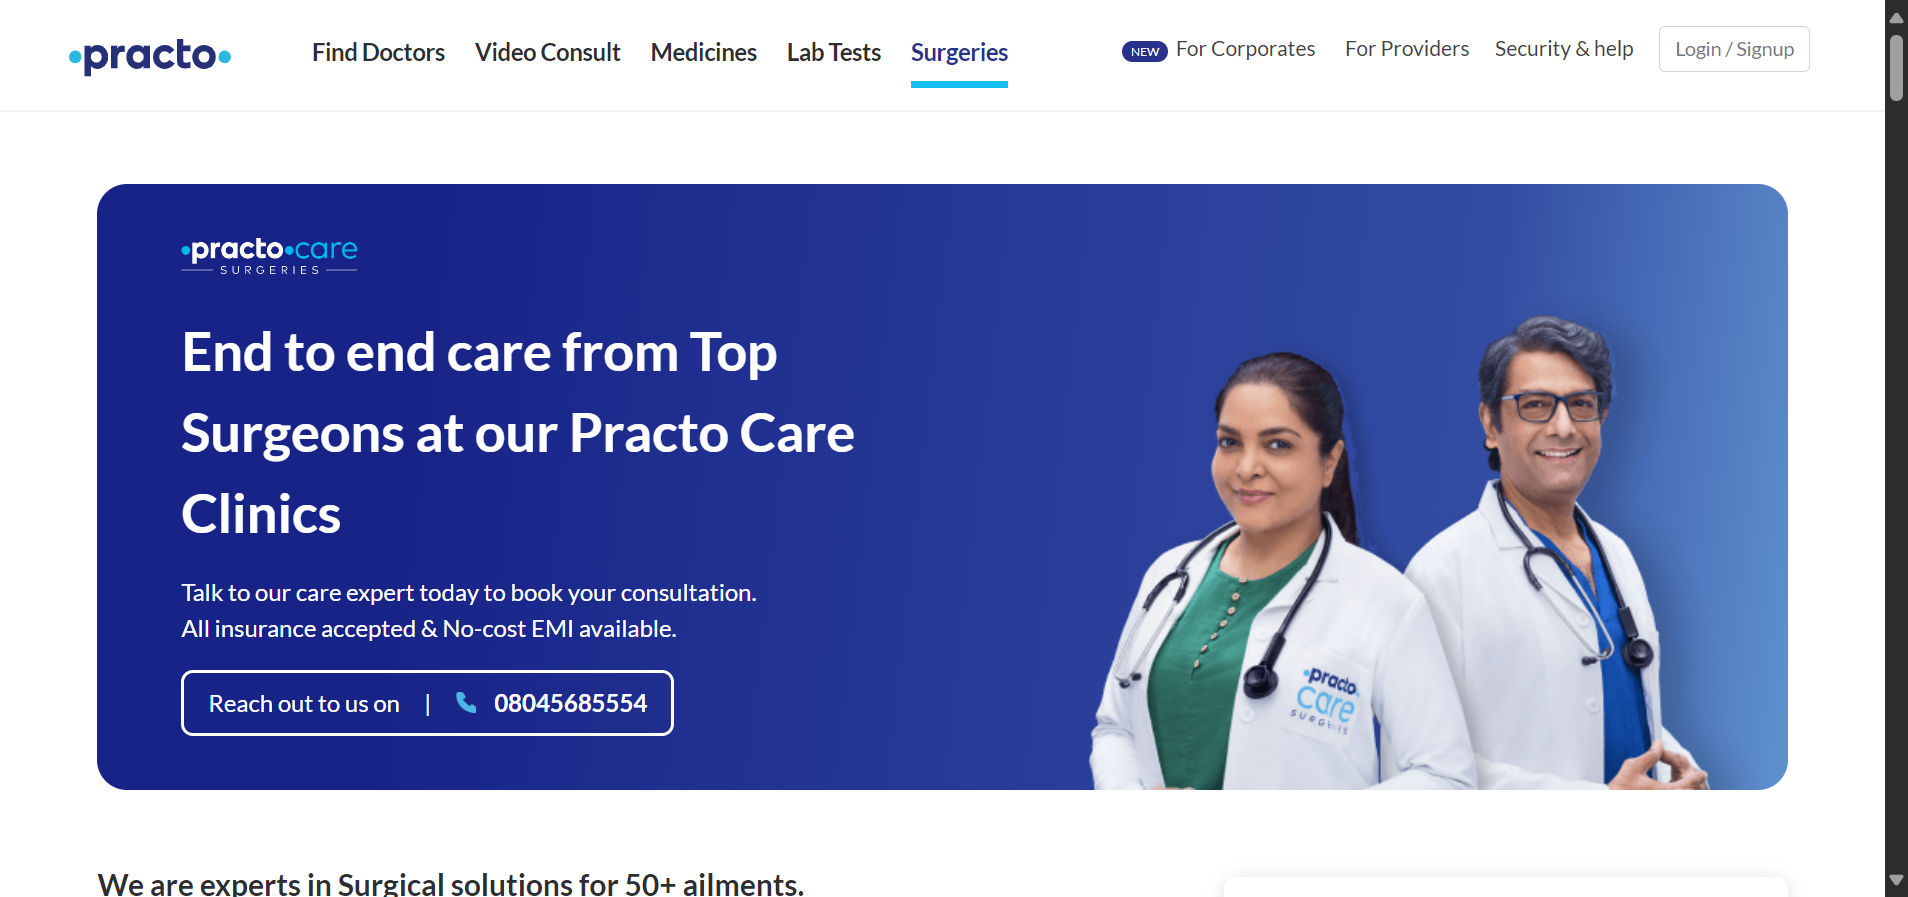 practo
Find Doctors
Video Consult
Medicines
Lab Tests
Surgeries
NEW
For Corporates
For Providers
Security & help
Login / Signup
practo care
SURGERIES
End to end care from Top
Surgeons at our Practo Care
Clinics
Talk to our care expert today to book your consultation.
All insurance accepted & No-cost EMI available.
Reach out to us on | 08045685554
practo
care
SURGERIES
We are experts in Surgical solutions for 50+ ailments.